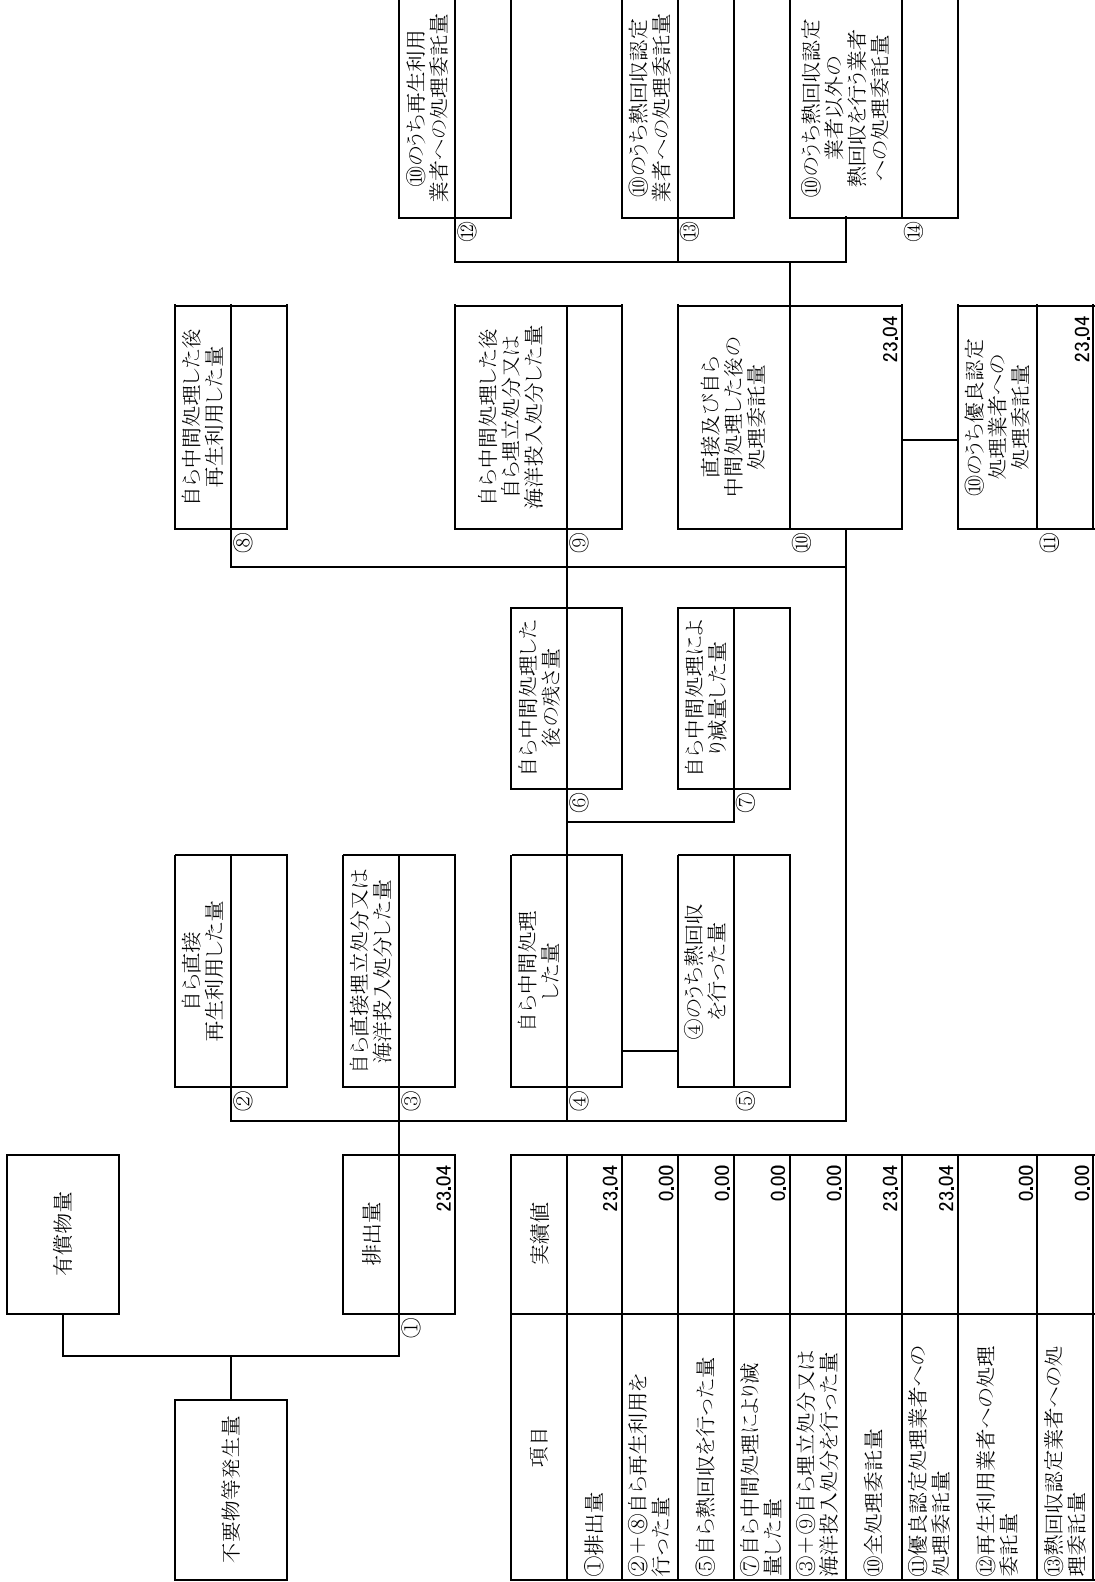 不要物等発生量
有償物量
排出量
①
23.04
自ら直接
再生利用した量
②
自ら直接埋立処分又は
海洋投入処分した量
③
自ら中間処理
した量
④
④のうち熱回収
を行った量
⑤
自ら中間処理した
後の残さ量
⑥
自ら中間処理によ
り減量した量
⑦
自ら中間処理した後
再生利用した量
⑧
自ら中間処理した後
自ら埋立処分又は
海洋投入処分した量
⑨
直接及び自ら
中間処理した後の
処理委託量
⑩
23.04
⑩のうち優良認定
処理業者への
処理委託量
⑪
23.04
⑩のうち再生利用
業者への処理委託量
⑫
⑩のうち熱回収認定
業者への処理委託量
⑬
⑩のうち熱回収認定
業者以外の
熱回収を行う業者
への処理委託量
⑭
項目
実績値
①排出量
23.04
②+⑧自ら再生利用を
行った量
0.00
⑤自ら熱回収を行った量
0.00
⑦自ら中間処理により減
量した量
0.00
③+⑨自ら埋立処分又は
海洋投入処分を行った量
0.00
⑩全処理委託量
23.04
⑪優良認定処理業者への
処理委託量
23.04
⑫再生利用業者への処理
委託量
0.00
⑬熱回収認定業者への処
理委託量
0.00